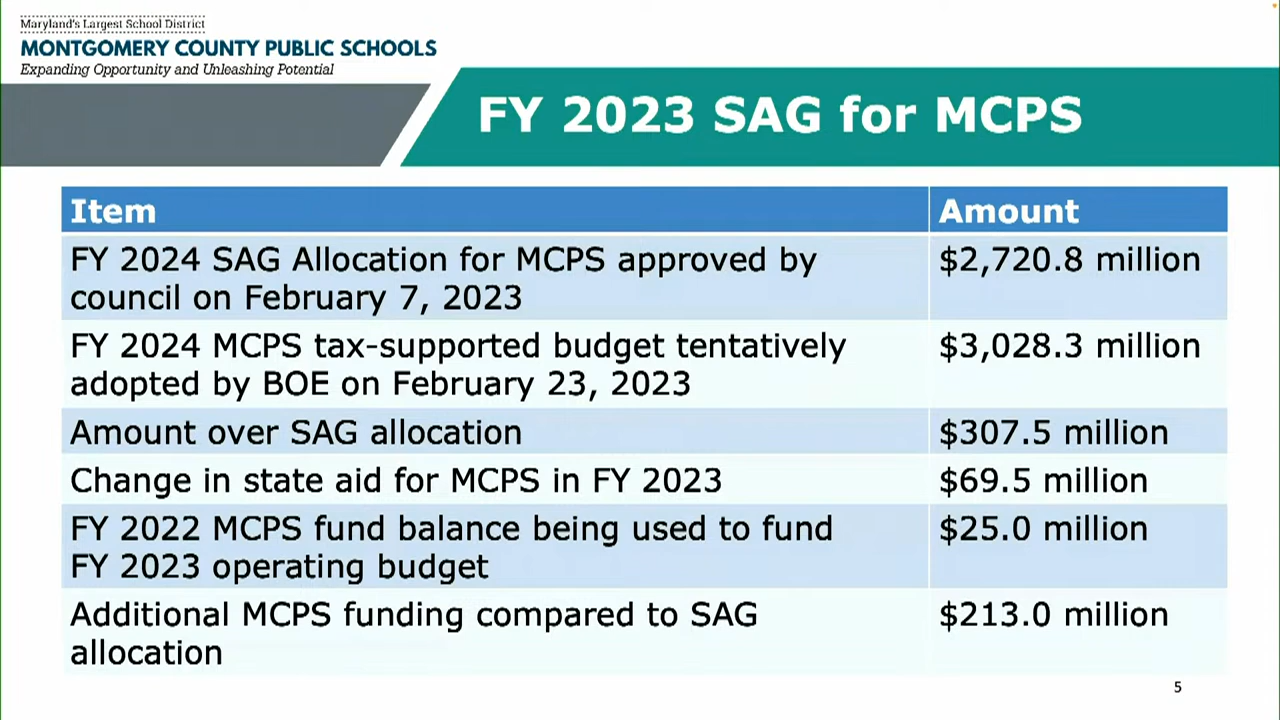 Maryland's Largest School District
MONTGOMERY COUNTY PUBLIC SCHOOLS
Expanding Opportunity and Unleashing Potential
FY 2023 SAG for MCPS
Item Amount
FY 2024 SAG Allocation for MCPS approved by $2,720.8 million
council on February 7, 2023
FY 2024 MCPS tax-supported budget tentatively $3,028.3 million
adopted by BOE on February 23, 2023
Amount over SAG allocation $307.5 million
Change in state aid for MCPS in FY 2023 $69.5 million
FY 2022 MCPS fund balance being used to fund $25.0 million
FY 2023 operating budget
Additional MCPS funding compared to SAG $213.0 million
allocation
5